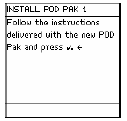 INSTALL POD PAK 1
Follow the instructions
delivered with the new POD
Pak and press ↵. ←